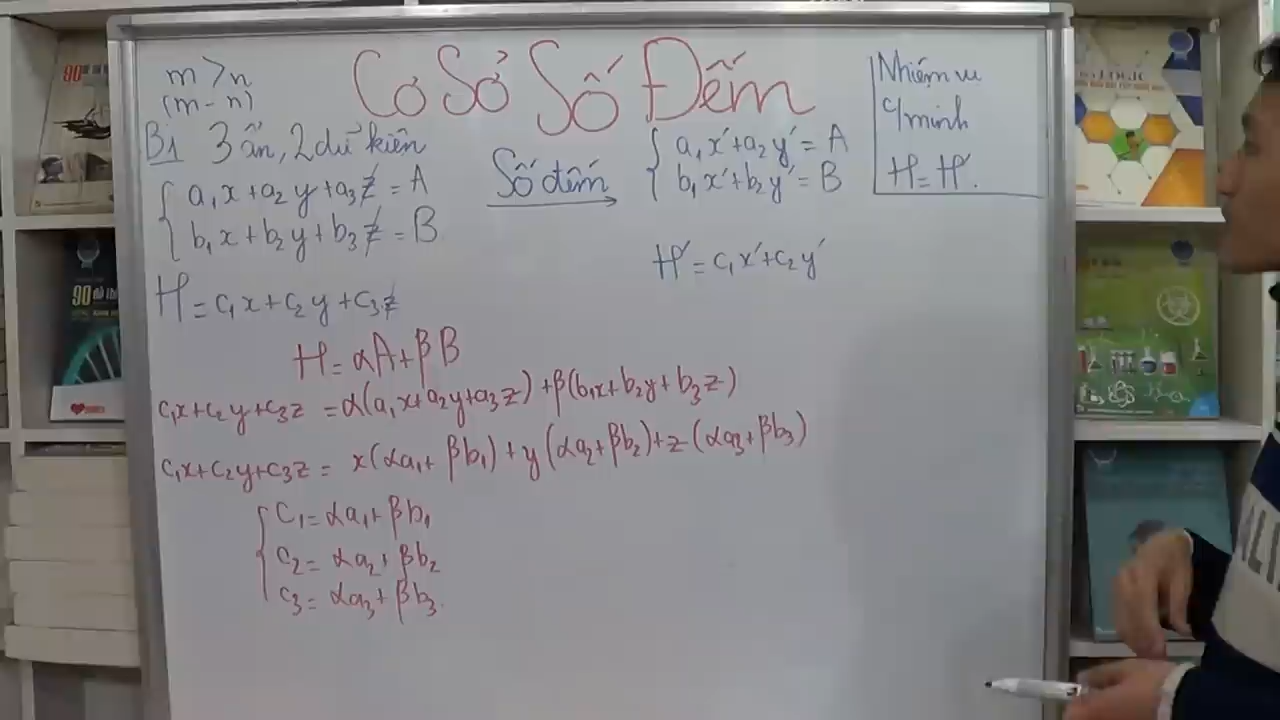 Cơ Sở Số Đếm
m > n
(m - n)
B1 3 ẩn, 2 dữ kiện
a₁x + a₂y + a₃z = A
b₁x + b₂y + b₃z = B
H = c₁x + c₂y + c₃z
Số đếm
a₁x' + a₂y' = A
b₁x' + b₂y' = B
H' = c₁x' + c₂y'
Nhiệm vụ
c/minh
H = H'.
H = αA + βB
c₁x + c₂y + c₃z = α(a₁x + a₂y + a₃z) + β(b₁x + b₂y + b₃z)
c₁x + c₂y + c₃z = x(αa₁ + βb₁) + y(αa₂ + βb₂) + z(αa₃ + βb₃)
c₁ = αa₁ + βb₁
c₂ = αa₂ + βb₂
c₃ = αa₃ + βb₃.
90
90